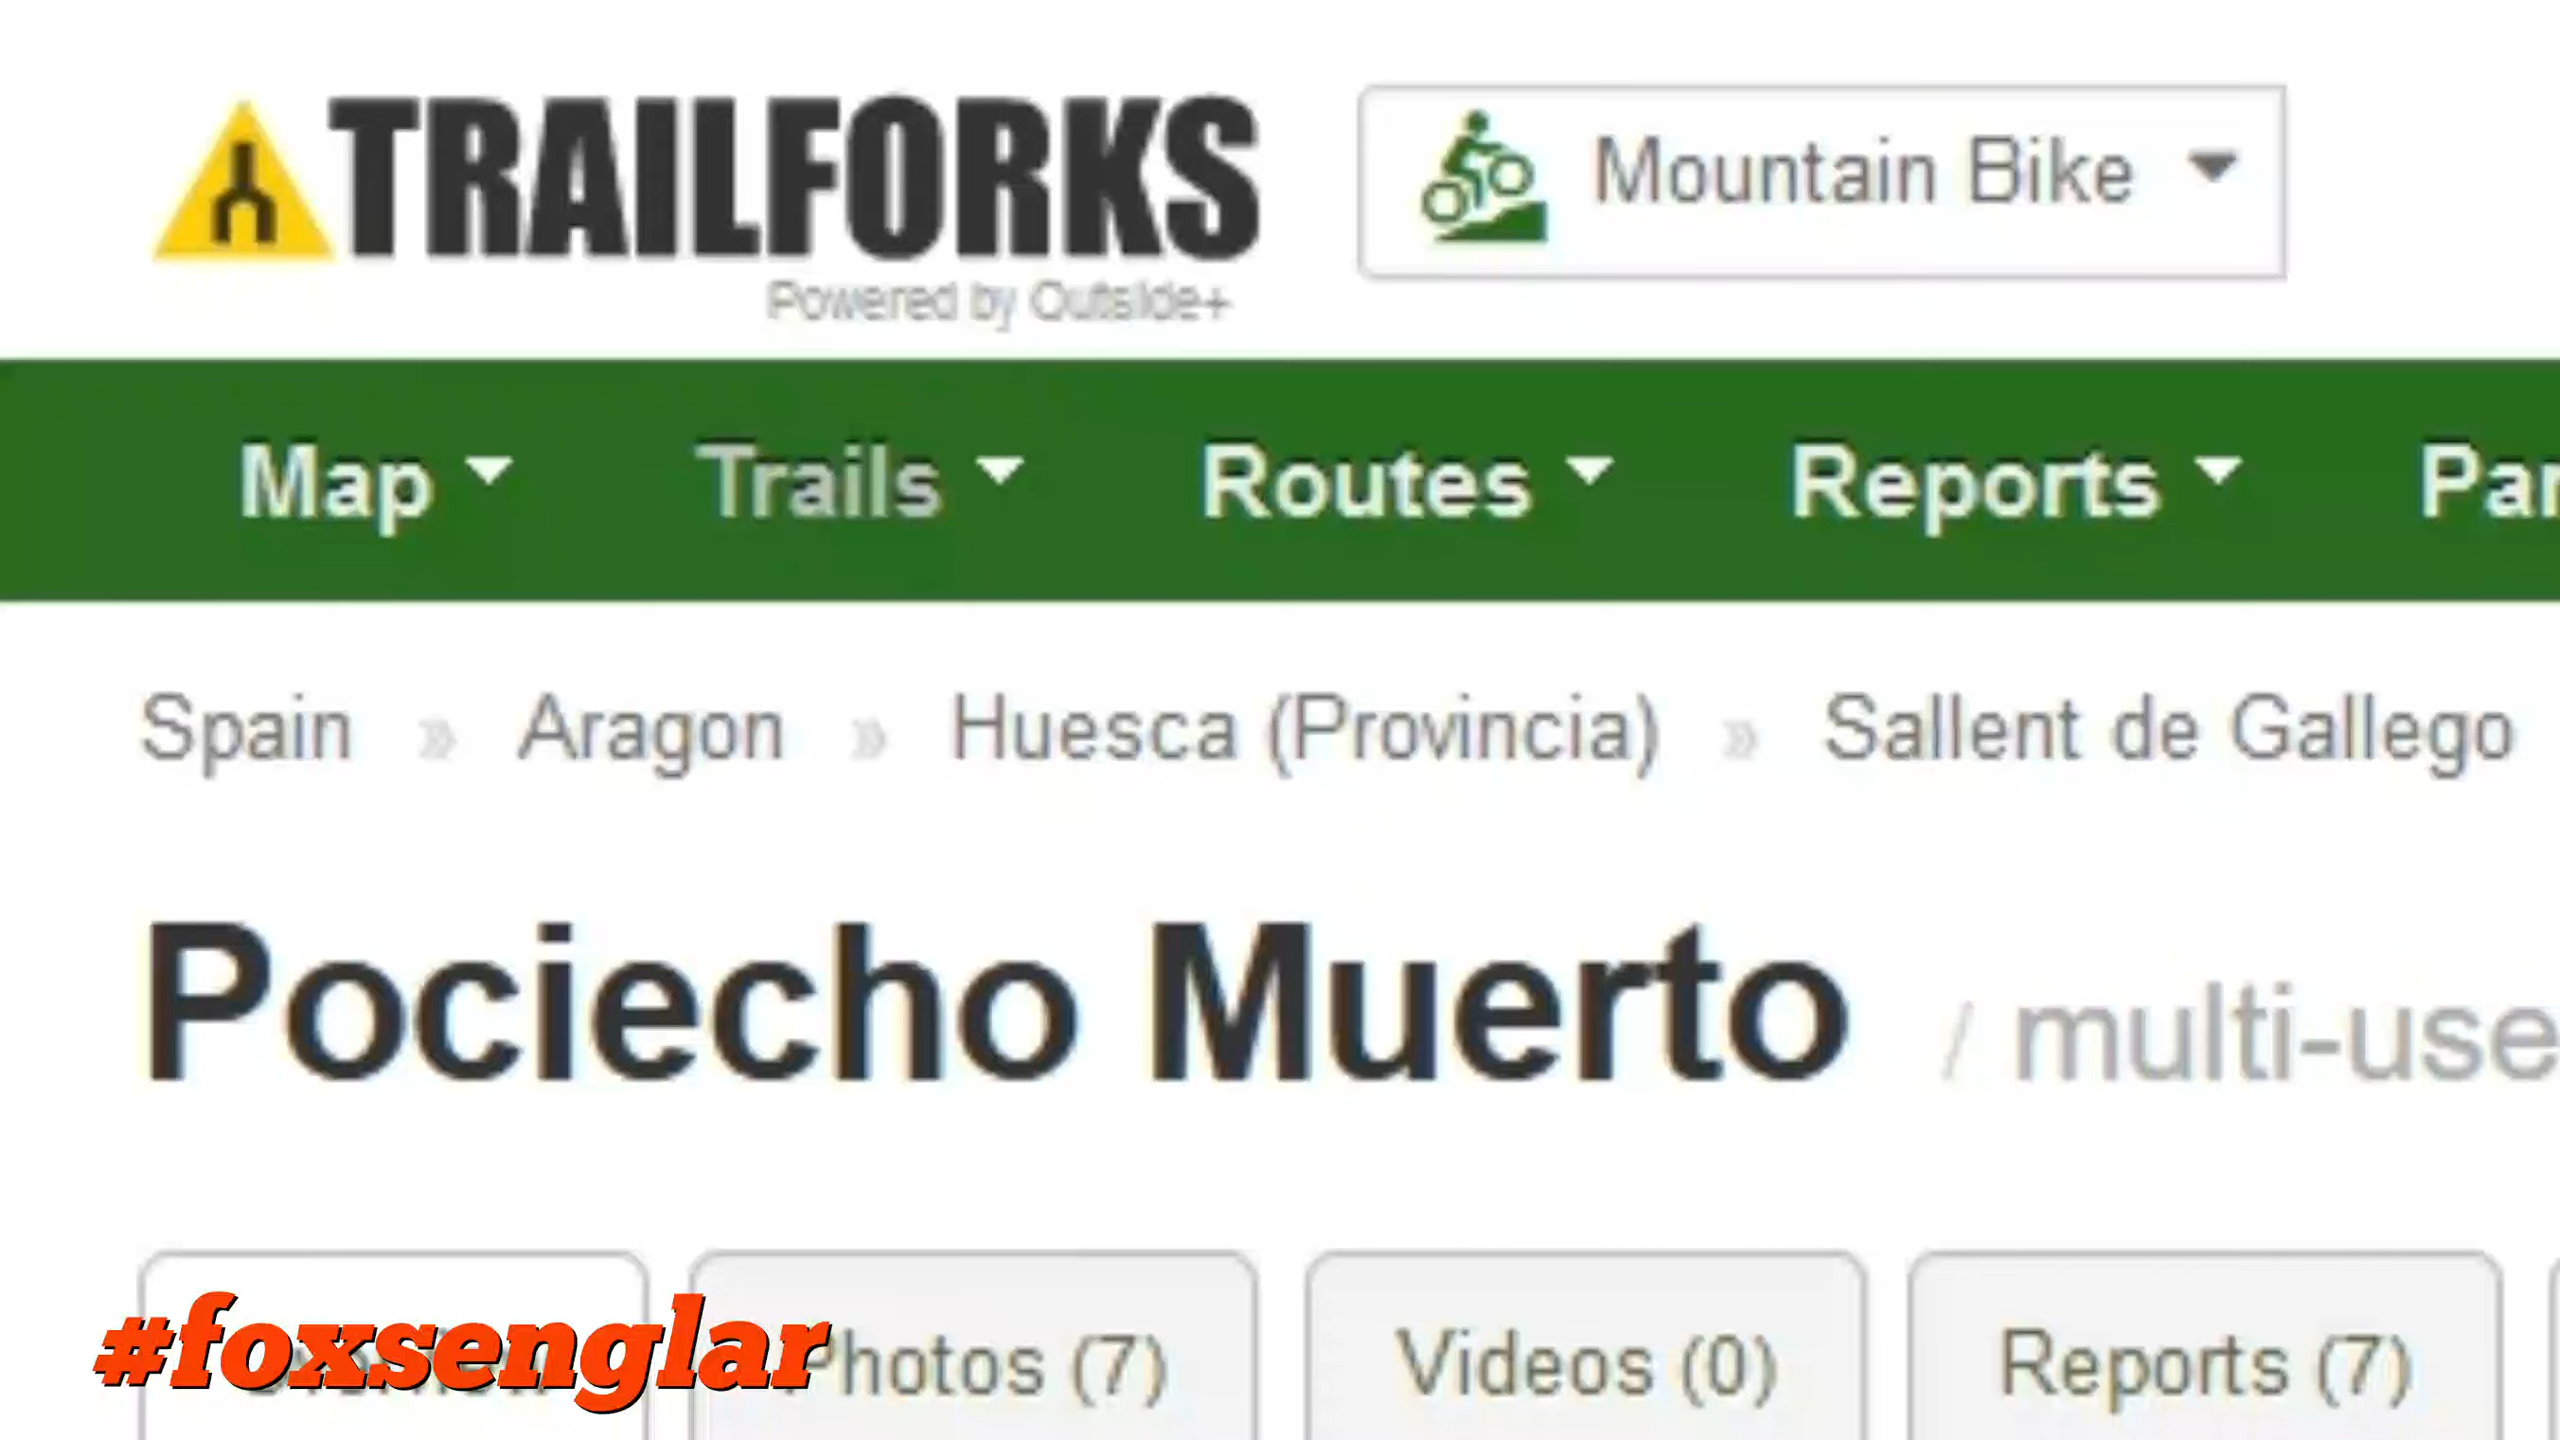 TRAILFORKS
Powered by Outside+
Mountain Bike
Map Trails Routes Reports
Spain » Aragon » Huesca (Provincia) » Sallent de Gallego
Pociecho Muerto / multi-use
#foxsenglar
Photos (7) Videos (0) Reports (7)